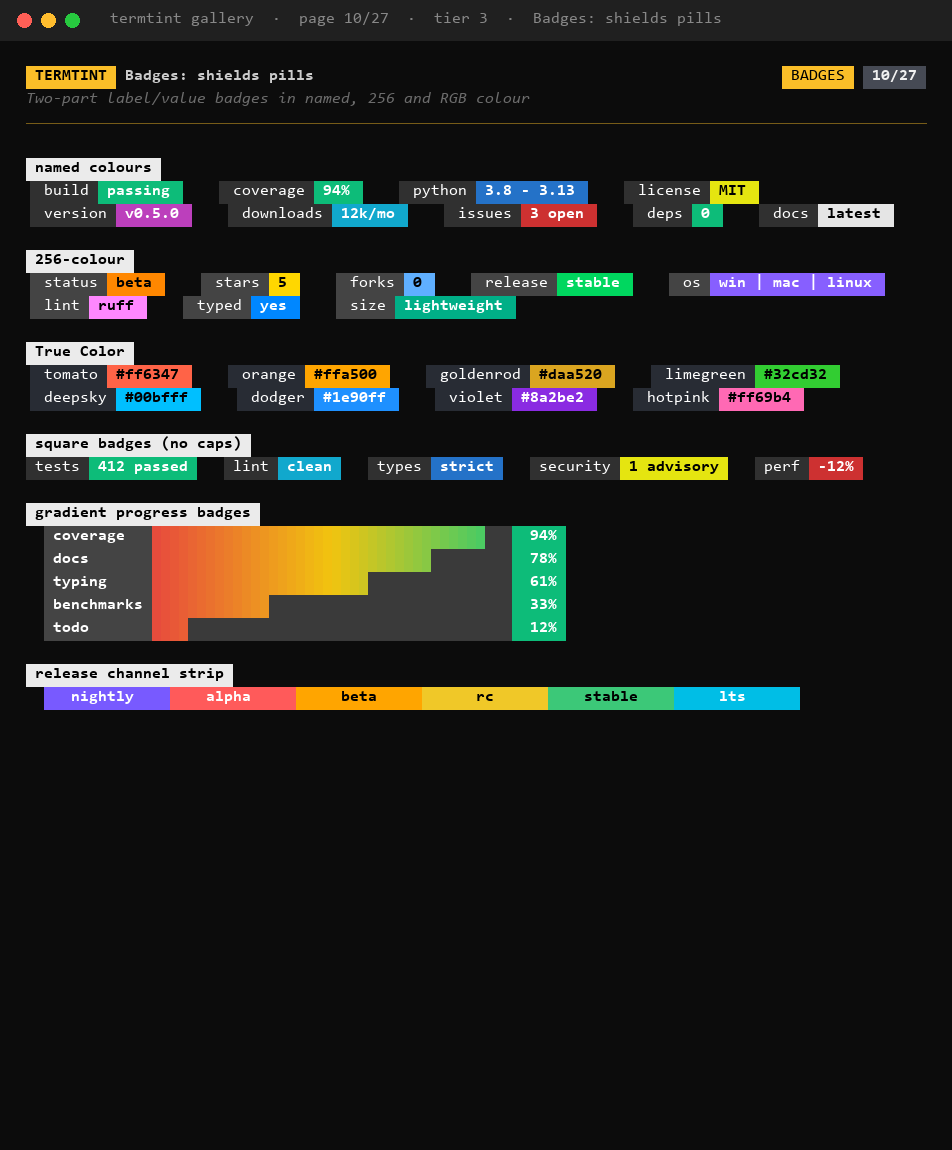 termtint gallery · page 10/27 · tier 3 · Badges: shields pills
TERMTINT Badges: shields pills BADGES 10/27
Two-part label/value badges in named, 256 and RGB colour
named colours
build passing coverage 94% python 3.8 - 3.13 license MIT
version v0.5.0 downloads 12k/mo issues 3 open deps 0 docs latest
256-colour
status beta stars 5 forks 0 release stable os win | mac | linux
lint ruff typed yes size lightweight
True Color
tomato #ff6347 orange #ffa500 goldenrod #daa520 limegreen #32cd32
deepsky #00bfff dodger #1e90ff violet #8a2be2 hotpink #ff69b4
square badges (no caps)
tests 412 passed lint clean types strict security 1 advisory perf -12%
gradient progress badges
coverage 94%
docs 78%
typing 61%
benchmarks 33%
todo 12%
release channel strip
nightly alpha beta rc stable lts